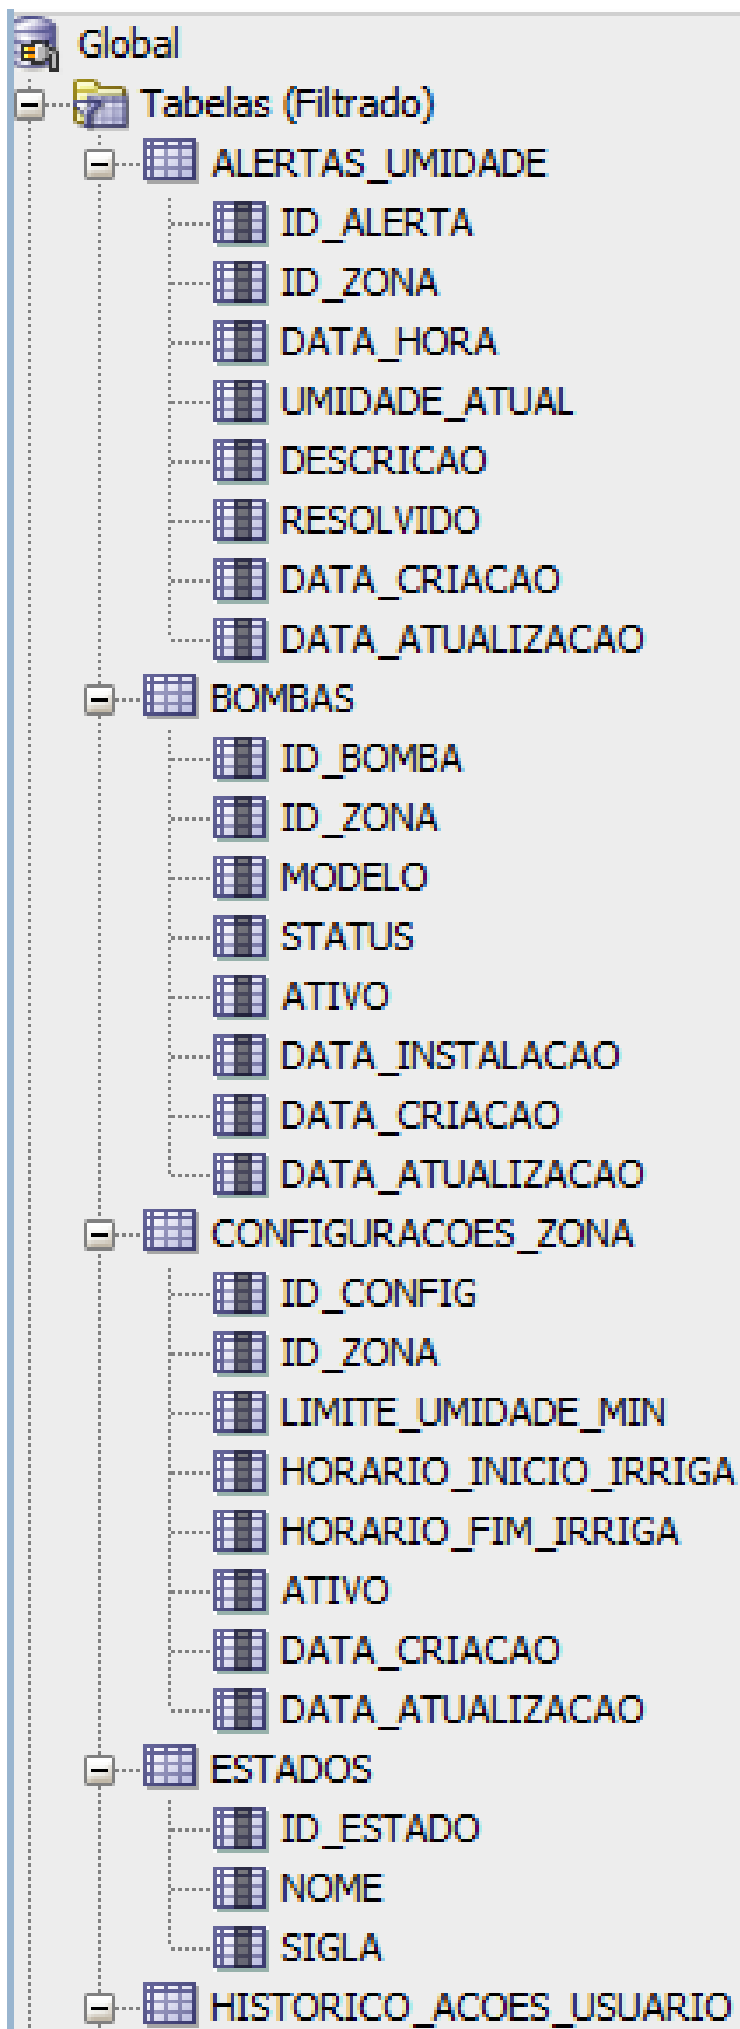 Global
Tabelas (Filtrado)
ALERTAS_UMIDADE
ID_ALERTA
ID_ZONA
DATA_HORA
UMIDADE_ATUAL
DESCRICAO
RESOLVIDO
DATA_CRIACAO
DATA_ATUALIZACAO
BOMBAS
ID_BOMBA
ID_ZONA
MODELO
STATUS
ATIVO
DATA_INSTALACAO
DATA_CRIACAO
DATA_ATUALIZACAO
CONFIGURACOES_ZONA
ID_CONFIG
ID_ZONA
LIMITE_UMIDADE_MIN
HORARIO_INICIO_IRRIGA
HORARIO_FIM_IRRIGA
ATIVO
DATA_CRIACAO
DATA_ATUALIZACAO
ESTADOS
ID_ESTADO
NOME
SIGLA
HISTORICO_ACOES_USUARIO